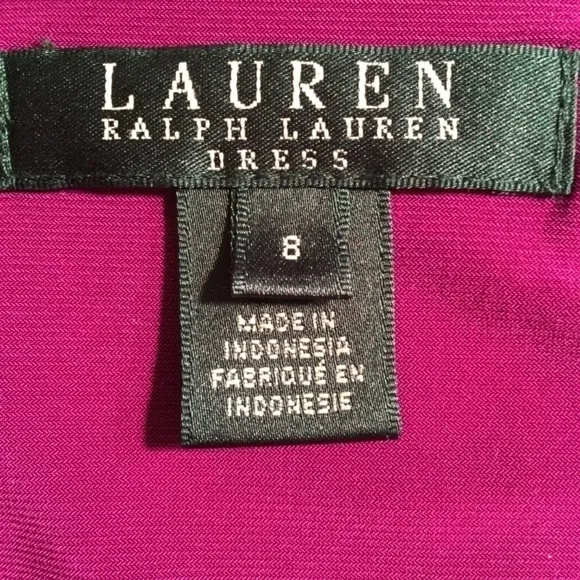 LAUREN
RALPH LAUREN
DRESS
8
MADE IN
INDONESIA
FABRIQUÉ EN
INDONESIE